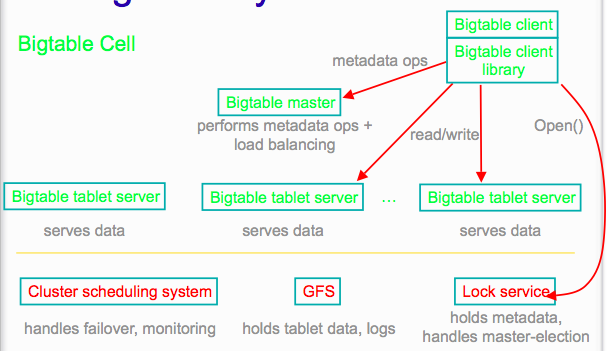 Bigtable Cell
Bigtable client
Bigtable client
library
metadata ops
Bigtable master
performs metadata ops +
load balancing
read/write
Open()
Bigtable tablet server
Bigtable tablet server
...
Bigtable tablet server
serves data
serves data
serves data
Cluster scheduling system
GFS
Lock service
handles failover, monitoring
holds tablet data, logs
holds metadata,
handles master-election